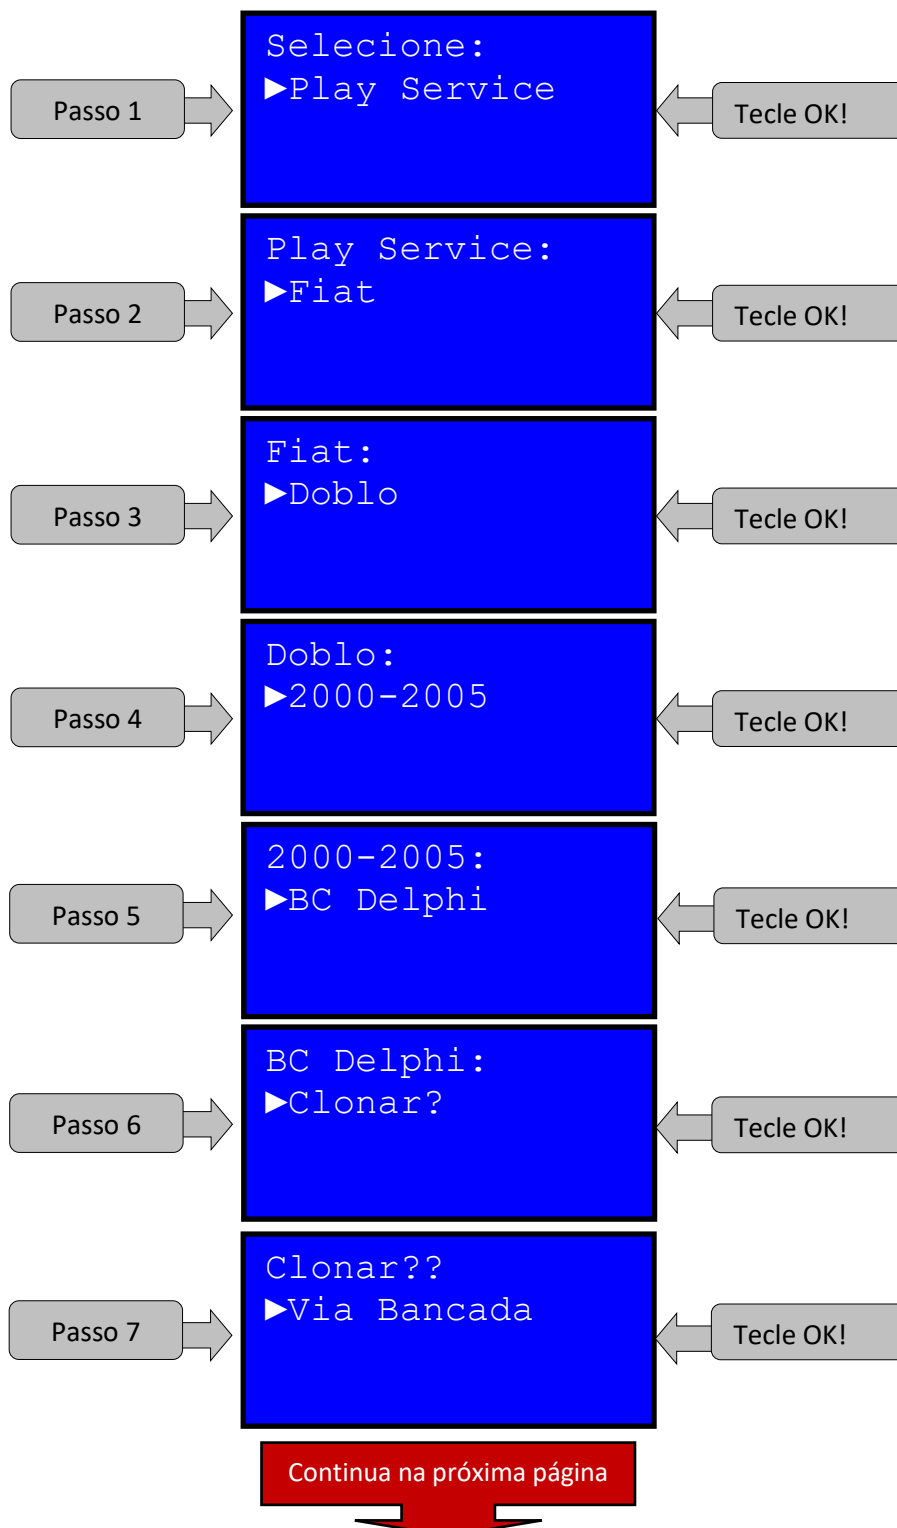 Selecione:
►Play Service
Passo 1
Tecle OK!
Play Service:
►Fiat
Passo 2
Tecle OK!
Fiat:
►Doblo
Passo 3
Tecle OK!
Doblo:
►2000-2005
Passo 4
Tecle OK!
2000-2005:
►BC Delphi
Passo 5
Tecle OK!
BC Delphi:
►Clonar?
Passo 6
Tecle OK!
Clonar??
►Via Bancada
Passo 7
Tecle OK!
Continua na próxima página